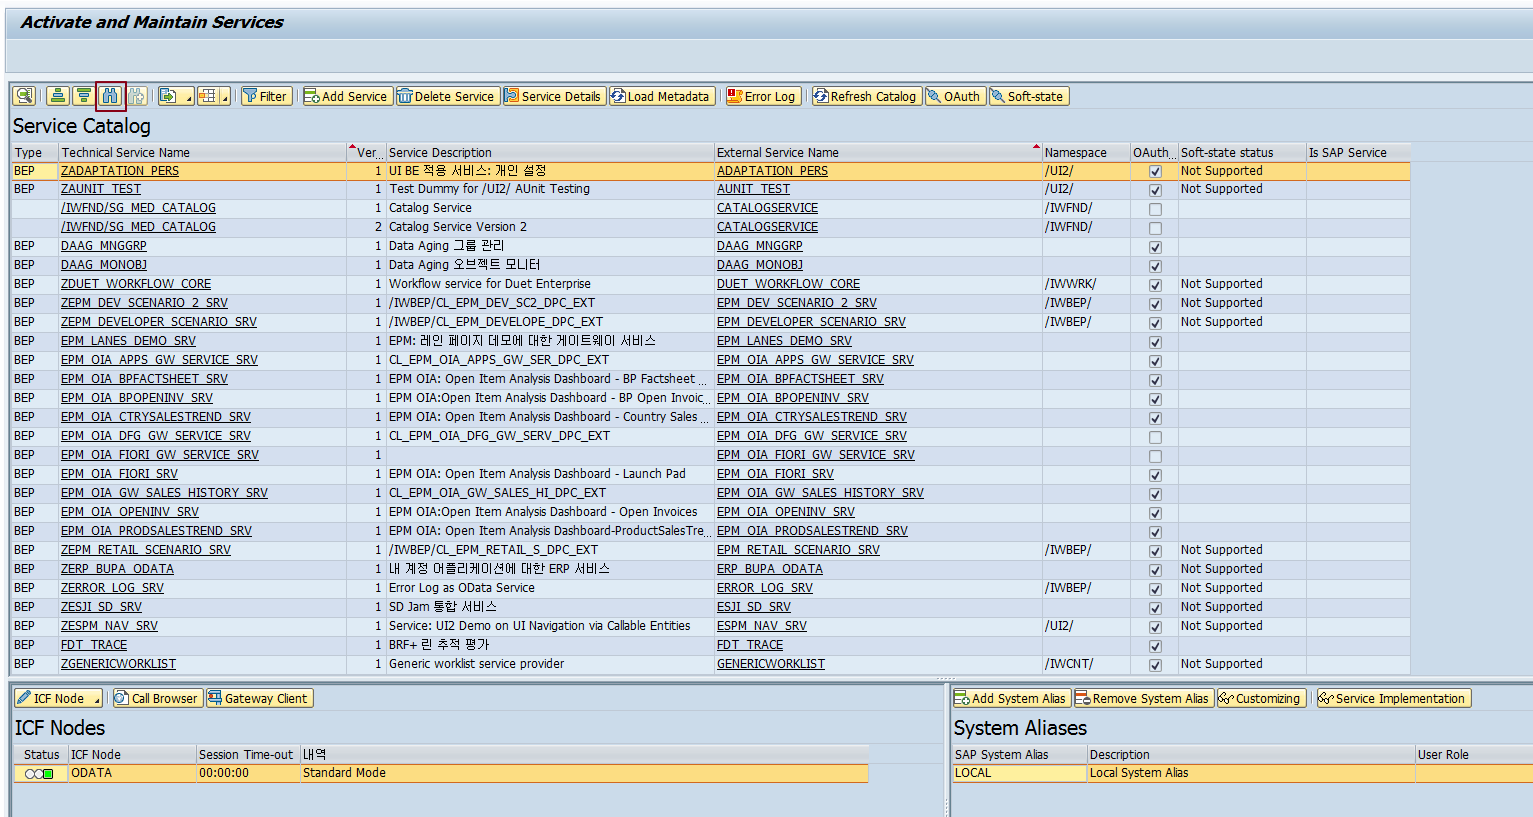 Activate and Maintain Services
Filter Add Service Delete Service Service Details Load Metadata Error Log Refresh Catalog OAuth Soft-state
Service Catalog
Type Technical Service Name Ver... Service Description External Service Name Namespace OAuth... Soft-state status Is SAP Service
BEP ZADAPTATION_PERS 1 UI BE 적용 서비스: 개인 설정 ADAPTATION_PERS /UI2/ Not Supported
BEP ZAUNIT_TEST 1 Test Dummy for /UI2/ AUnit Testing AUNIT_TEST /UI2/ Not Supported
/IWFND/SG_MED_CATALOG 1 Catalog Service CATALOGSERVICE /IWFND/
/IWFND/SG_MED_CATALOG 2 Catalog Service Version 2 CATALOGSERVICE /IWFND/
BEP DAAG_MNGGRP 1 Data Aging 그룹 관리 DAAG_MNGGRP
BEP DAAG_MONOBJ 1 Data Aging 오브젝트 모니터 DAAG_MONOBJ
BEP ZDUET_WORKFLOW_CORE 1 Workflow service for Duet Enterprise DUET_WORKFLOW_CORE /IWWRK/ Not Supported
BEP ZEPM_DEV_SCENARIO_2_SRV 1 /IWBEP/CL_EPM_DEV_SC2_DPC_EXT EPM_DEV_SCENARIO_2_SRV /IWBEP/ Not Supported
BEP ZEPM_DEVELOPER_SCENARIO_SRV 1 /IWBEP/CL_EPM_DEVELOPE_DPC_EXT EPM_DEVELOPER_SCENARIO_SRV /IWBEP/ Not Supported
BEP EPM_LANES_DEMO_SRV 1 EPM: 레인 페이지 데모에 대한 게이트웨이 서비스 EPM_LANES_DEMO_SRV
BEP EPM_OIA_APPS_GW_SERVICE_SRV 1 CL_EPM_OIA_APPS_GW_SER_DPC_EXT EPM_OIA_APPS_GW_SERVICE_SRV
BEP EPM_OIA_BPFACTSHEET_SRV 1 EPM OIA: Open Item Analysis Dashboard - BP Factsheet ... EPM_OIA_BPFACTSHEET_SRV
BEP EPM_OIA_BPOPENINV_SRV 1 EPM OIA:Open Item Analysis Dashboard - BP Open Invoic... EPM_OIA_BPOPENINV_SRV
BEP EPM_OIA_CTRYSALESTREND_SRV 1 EPM OIA: Open Item Analysis Dashboard - Country Sales ... EPM_OIA_CTRYSALESTREND_SRV
BEP EPM_OIA_DFG_GW_SERVICE_SRV 1 CL_EPM_OIA_DFG_GW_SERV_DPC_EXT EPM_OIA_DFG_GW_SERVICE_SRV
BEP EPM_OIA_FIORI_GW_SERVICE_SRV 1 EPM_OIA_FIORI_GW_SERVICE_SRV
BEP EPM_OIA_FIORI_SRV 1 EPM OIA: Open Item Analysis Dashboard - Launch Pad EPM_OIA_FIORI_SRV
BEP EPM_OIA_GW_SALES_HISTORY_SRV 1 CL_EPM_OIA_GW_SALES_HI_DPC_EXT EPM_OIA_GW_SALES_HISTORY_SRV
BEP EPM_OIA_OPENINV_SRV 1 EPM OIA:Open Item Analysis Dashboard - Open Invoices EPM_OIA_OPENINV_SRV
BEP EPM_OIA_PRODSALESTREND_SRV 1 EPM OIA: Open Item Analysis Dashboard-ProductSalesTre... EPM_OIA_PRODSALESTREND_SRV
BEP ZEPM_RETAIL_SCENARIO_SRV 1 /IWBEP/CL_EPM_RETAIL_S_DPC_EXT EPM_RETAIL_SCENARIO_SRV /IWBEP/ Not Supported
BEP ZERP_BUPA_ODATA 1 내 계정 어플리케이션에 대한 ERP 서비스 ERP_BUPA_ODATA Not Supported
BEP ZERROR_LOG_SRV 1 Error Log as OData Service ERROR_LOG_SRV /IWBEP/ Not Supported
BEP ZESJI_SD_SRV 1 SD Jam 통합 서비스 ESJI_SD_SRV Not Supported
BEP ZESPM_NAV_SRV 1 Service: UI2 Demo on UI Navigation via Callable Entities ESPM_NAV_SRV /UI2/ Not Supported
BEP FDT_TRACE 1 BRF+ 린 추적 평가 FDT_TRACE
BEP ZGENERICWORKLIST 1 Generic worklist service provider GENERICWORKLIST /IWCNT/ Not Supported
ICF Node Call Browser Gateway Client
ICF Nodes
Status ICF Node Session Time-out 내역
ODATA 00:00:00 Standard Mode
Add System Alias Remove System Alias Customizing Service Implementation
System Aliases
SAP System Alias Description User Role
LOCAL Local System Alias